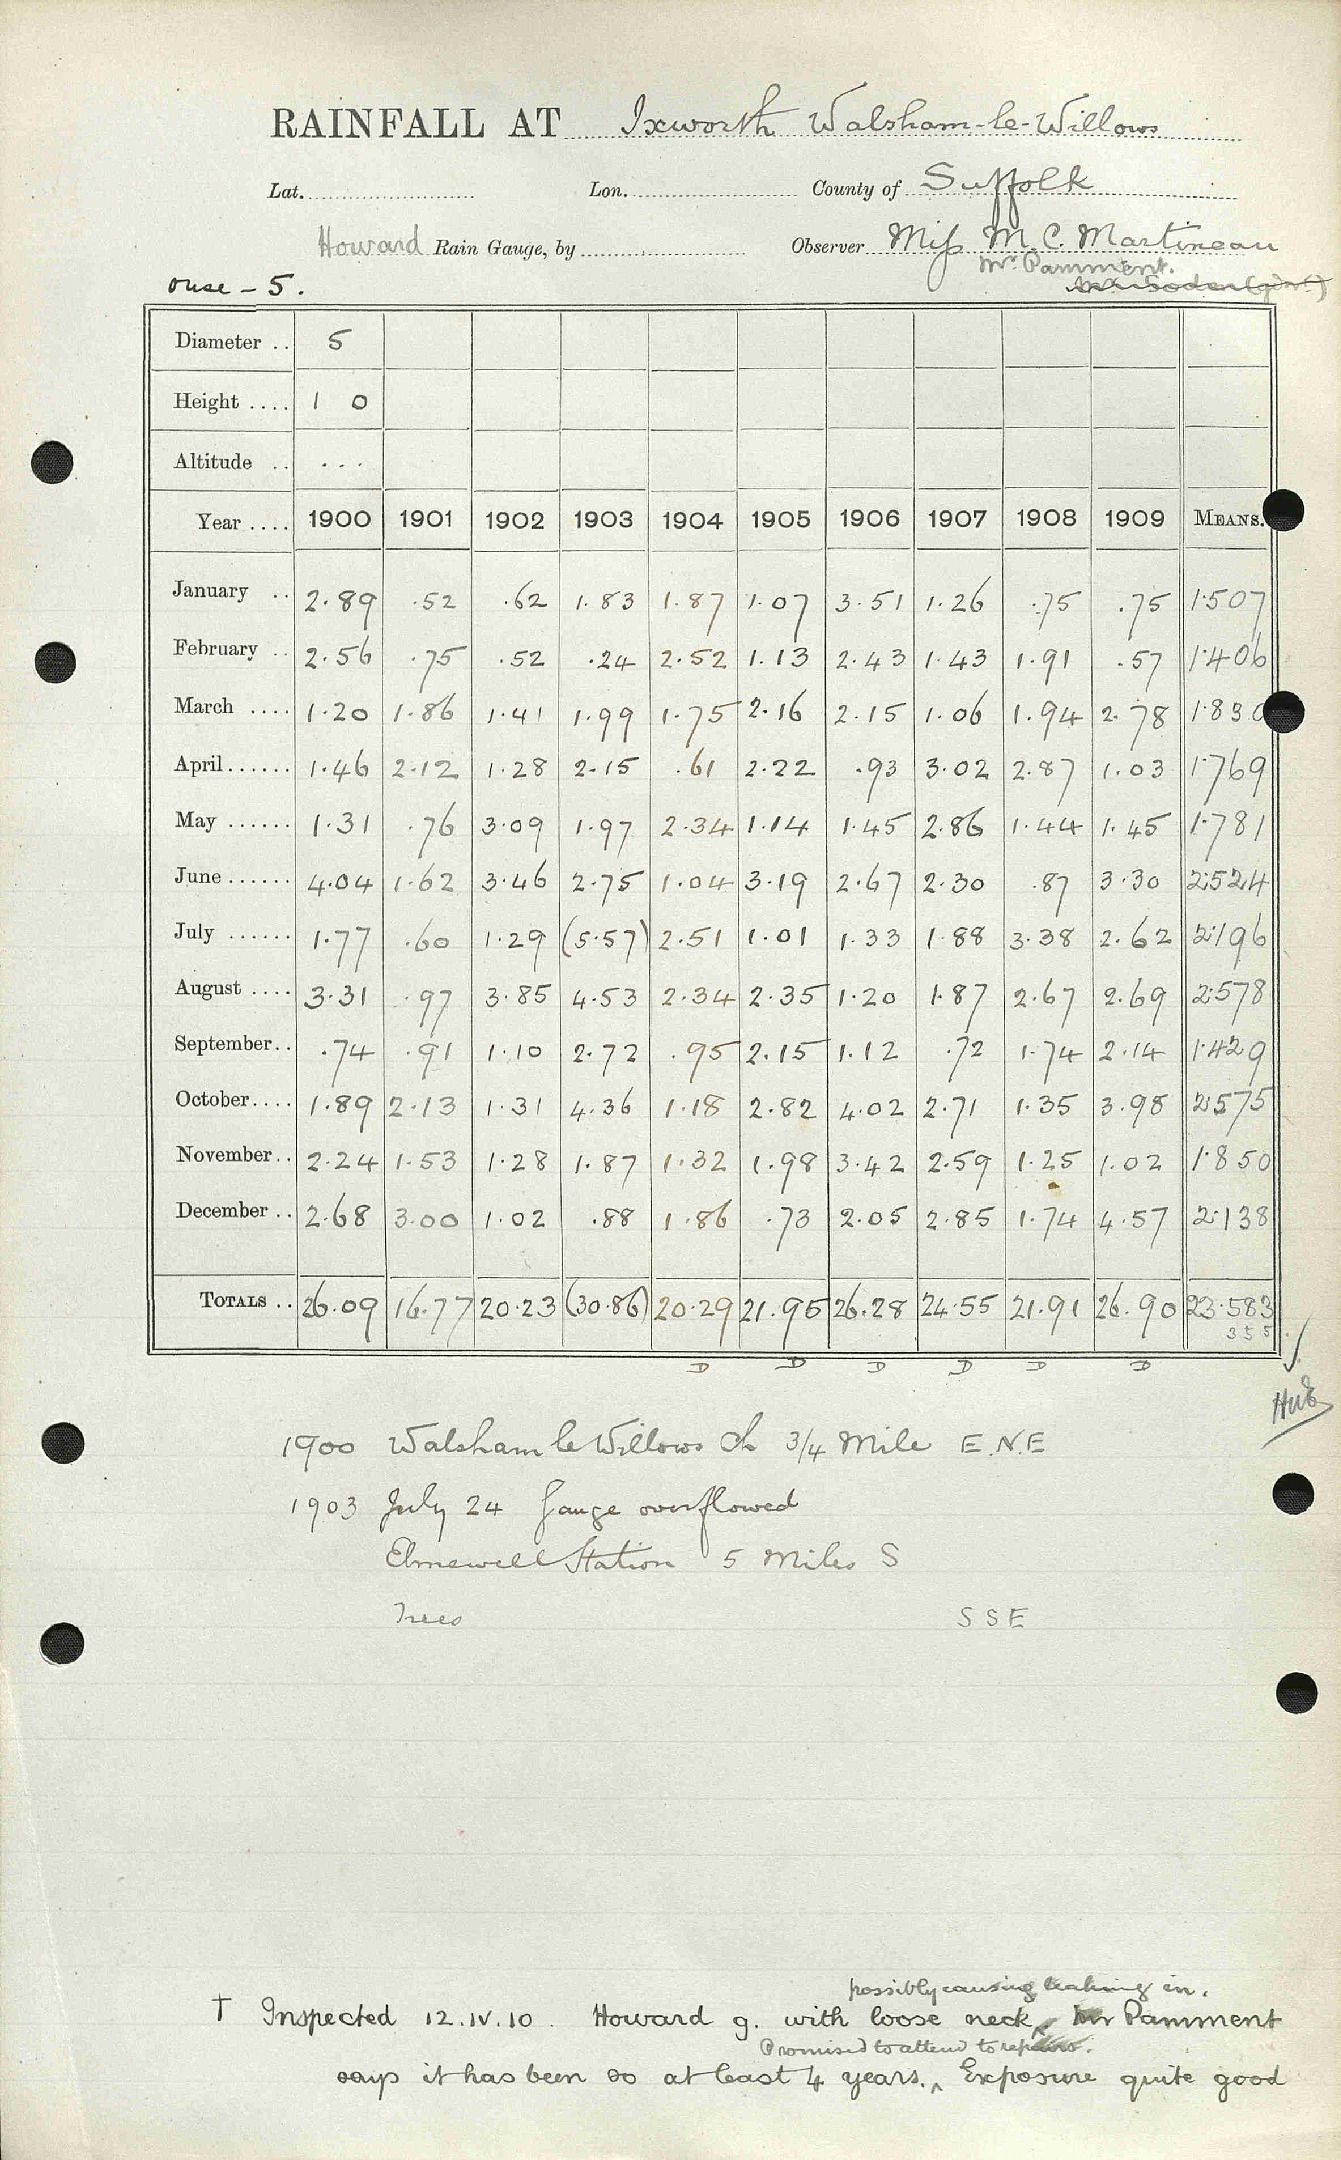 RAINFALL AT Ixworth Walsham-le-Willows
Lat. Lon. County of Suffolk
Howard Rain Gauge, by Observer Miss M. C. Martineau
Mr. Pamment.
ouse - 5.
Diameter .. 5
Height .... 1 0
Altitude .. ...
Year .... 1900 1901 1902 1903 1904 1905 1906 1907 1908 1909 MEANS.
January .. 2.89 .52 .62 1.83 1.87 1.07 3.51 1.26 .75 .75 1.507
February .. 2.56 .75 .52 .24 2.52 1.13 2.43 1.43 1.91 .57 1.406
March .... 1.20 1.86 1.41 1.99 1.75 2.16 2.15 1.06 1.94 2.78 1.830
April...... 1.46 2.12 1.28 2.15 .61 2.22 .93 3.02 2.87 1.03 1.769
May ...... 1.31 .76 3.09 1.97 2.34 1.14 1.45 2.86 1.44 1.45 1.781
June...... 4.04 1.62 3.46 2.75 1.04 3.19 2.67 2.30 .87 3.30 2.524
July ...... 1.77 .60 1.29 (5.57) 2.51 1.01 1.33 1.88 3.38 2.62 2.196
August .... 3.31 .97 3.85 4.53 2.34 2.35 1.20 1.87 2.67 2.69 2.578
September.. .74 .91 1.10 2.72 .95 2.15 1.12 .72 1.74 2.14 1.429
October.... 1.89 2.13 1.31 4.36 1.18 2.82 4.02 2.71 1.35 3.98 2.575
November.. 2.24 1.53 1.28 1.87 1.32 1.98 3.42 2.59 1.25 1.02 1.850
December .. 2.68 3.00 1.02 .88 1.86 .73 2.05 2.85 1.74 4.57 2.138
TOTALS .. 26.09 16.77 20.23 (30.86) 20.29 21.95 26.28 24.55 21.91 26.90 23.583
355
D D D D D D
1900 Walsham le Willows Ch 3/4 Mile E.N.E
1903 July 24 Gauge overflowed
Elmswell Station 5 Miles S
Trees SSE
possibly causing leaking in.
† Inspected 12.IV.10. Howard g. with loose neck Mr Pamment
Promised to attend to repairs.
says it has been so at least 4 years. Exposure quite good